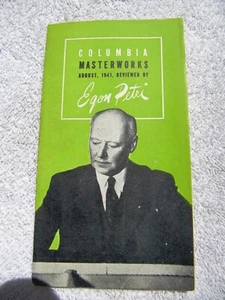 COLUMBIA
MASTERWORKS
AUGUST, 1941, REVIEWED BY
Egon Petri